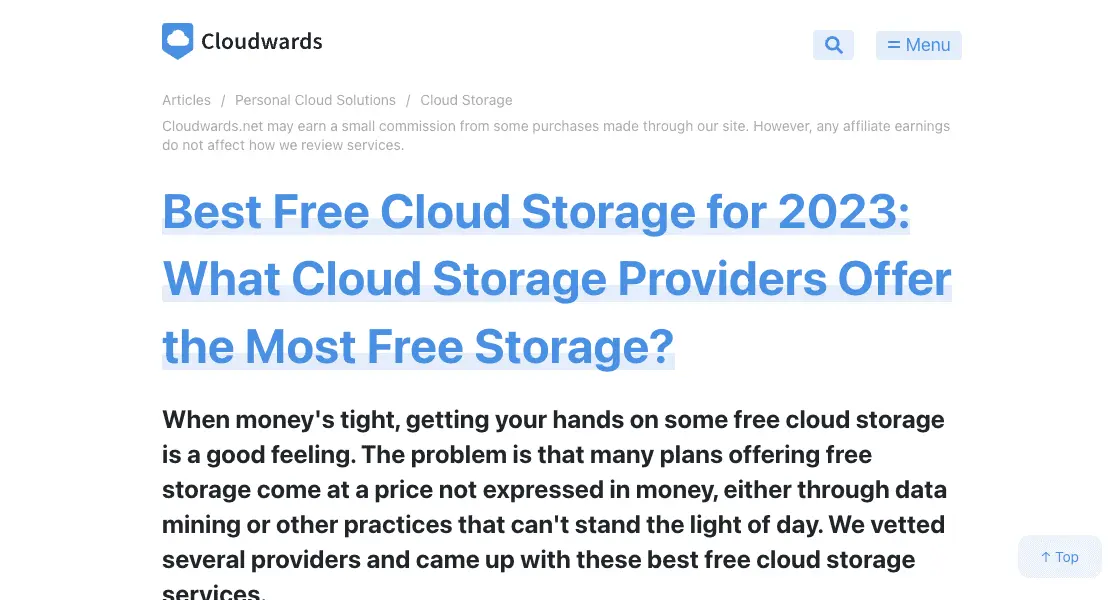 Cloudwards
Menu
Articles / Personal Cloud Solutions / Cloud Storage
Cloudwards.net may earn a small commission from some purchases made through our site. However, any affiliate earnings
do not affect how we review services.
Best Free Cloud Storage for 2023:
What Cloud Storage Providers Offer
the Most Free Storage?
When money's tight, getting your hands on some free cloud storage
is a good feeling. The problem is that many plans offering free
storage come at a price not expressed in money, either through data
mining or other practices that can't stand the light of day. We vetted
several providers and came up with these best free cloud storage
services.
↑ Top